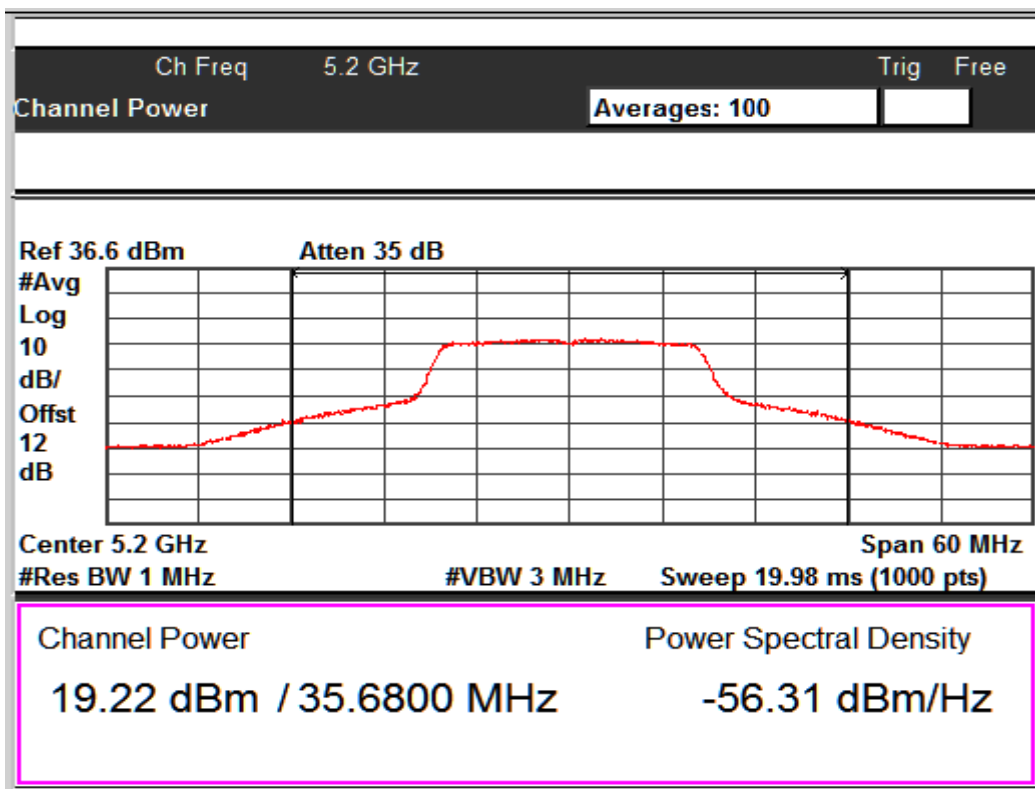 Ch Freq 5.2 GHz Trig Free
Channel Power Averages: 100
Ref 36.6 dBm Atten 35 dB
#Avg
Log
10
dB/
Offst
12
dB
Center 5.2 GHz Span 60 MHz
#Res BW 1 MHz #VBW 3 MHz Sweep 19.98 ms (1000 pts)
Channel Power Power Spectral Density
19.22 dBm / 35.6800 MHz -56.31 dBm/Hz